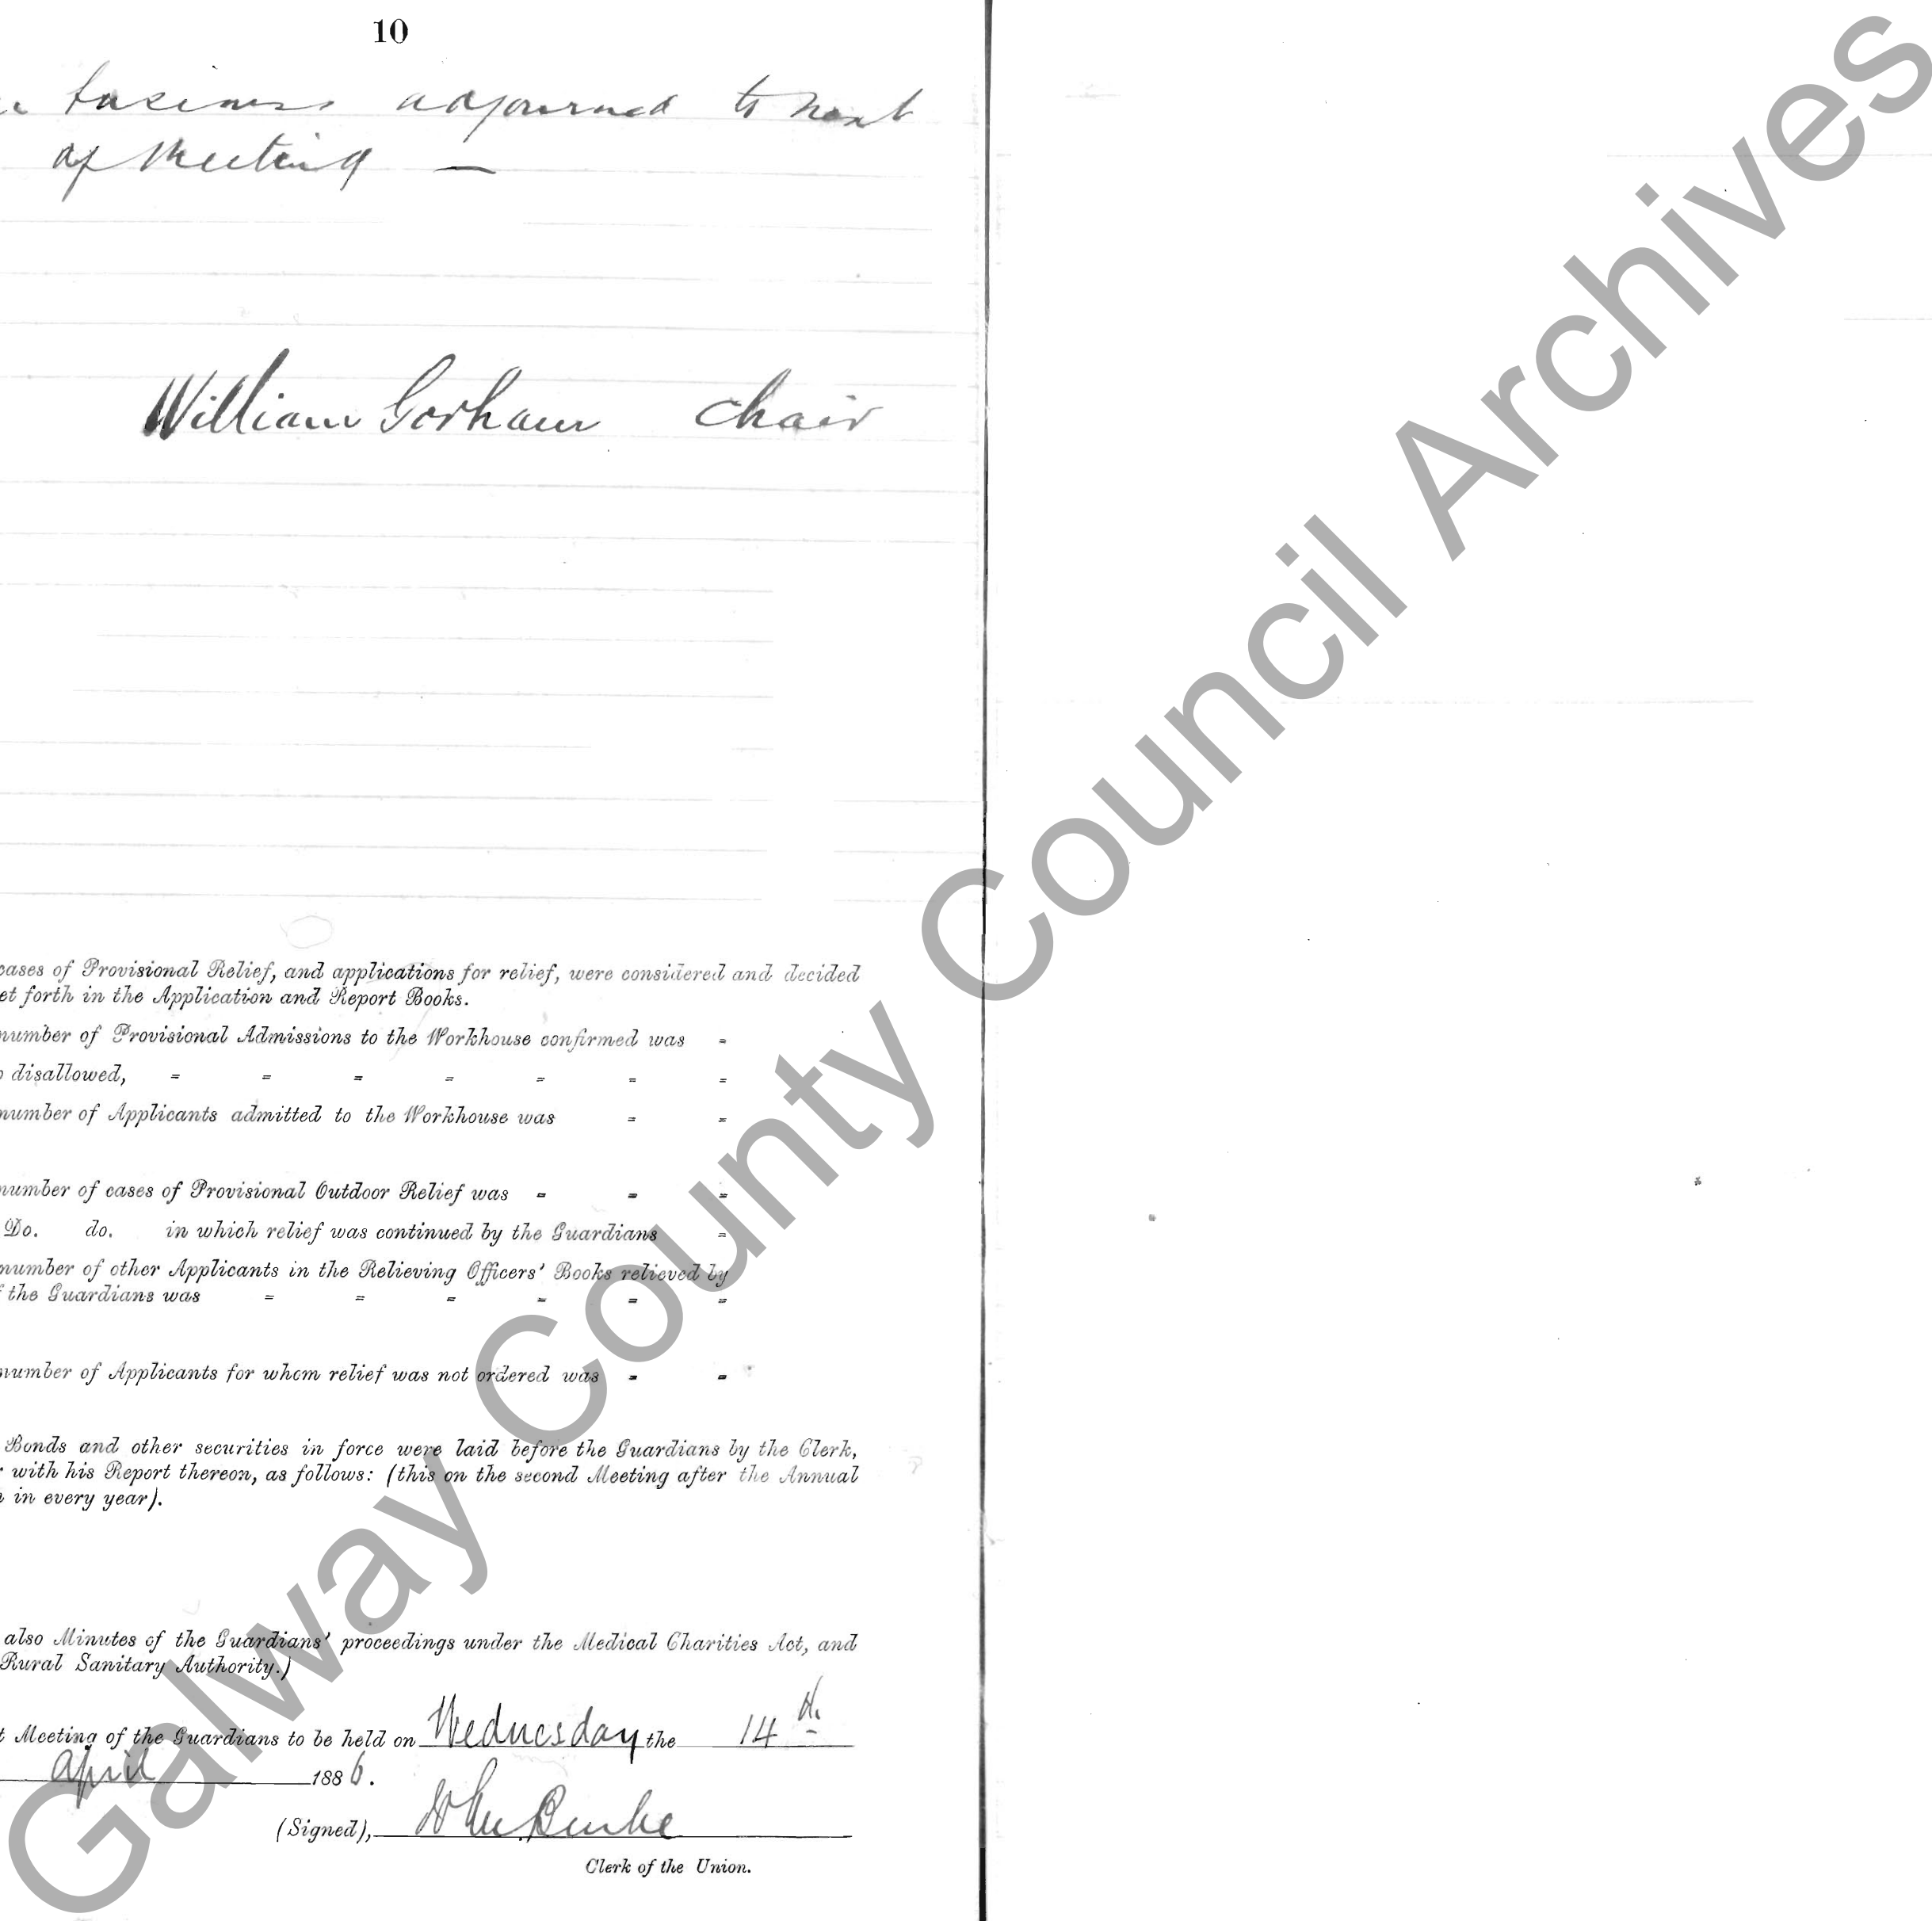 10
business adjourned to next
of Meeting —
William Gorham Chair
cases of Provisional Relief, and applications for relief, were considered and decided
et forth in the Application and Report Books.
number of Provisional Admissions to the Workhouse confirmed was =
o disallowed, = = = = = = =
number of Applicants admitted to the Workhouse was = =
number of cases of Provisional Outdoor Relief was = = =
Do. do. in which relief was continued by the Guardians =
number of other Applicants in the Relieving Officers' Books relieved by
f the Guardians was = = = = = =
number of Applicants for whom relief was not ordered was = =
Bonds and other securities in force were laid before the Guardians by the Clerk,
r with his Report thereon, as follows: (this on the second Meeting after the Annual
n in every year).
also Minutes of the Guardians' proceedings under the Medical Charities Act, and
Rural Sanitary Authority.)
t Meeting of the Guardians to be held on Wednesday the 14th
April 1886.
(Signed), Burke
Clerk of the Union.
Galway County Council Archives